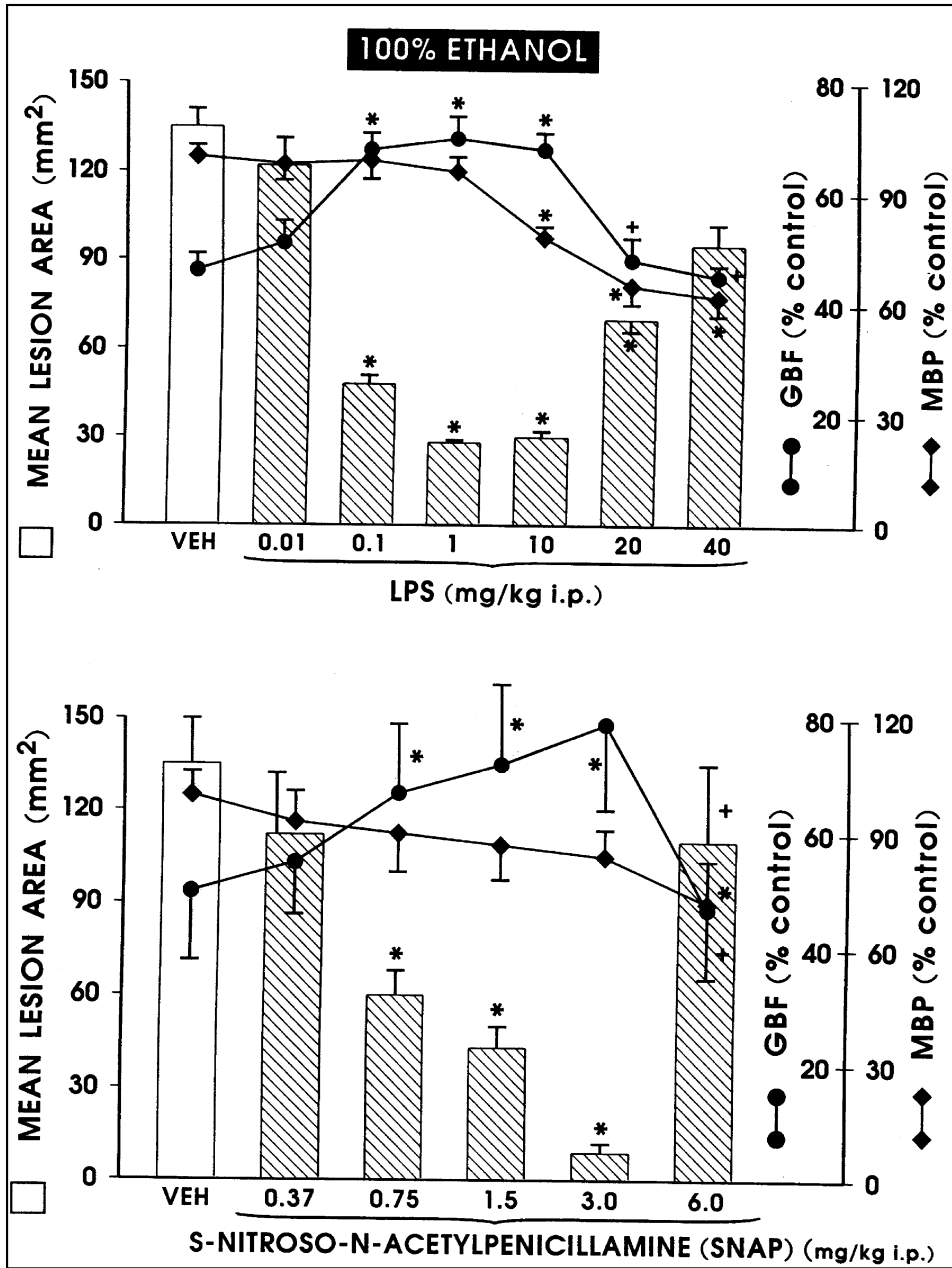 100% ETHANOL
MEAN LESION AREA (mm²)
150
120
90
60
30
0
80
60
40
20
0
120
90
60
30
0
GBF (% control)
MBP (% control)
* * *
*
+
*
*
*
+
*
* * *
VEH 0.01 0.1 1 10 20 40
LPS (mg/kg i.p.)
MEAN LESION AREA (mm²)
150
120
90
60
30
0
80
60
40
20
120
90
60
30
0
GBF (% control)
MBP (% control)
* * *
+
*
+
* * *
VEH 0.37 0.75 1.5 3.0 6.0
S-NITROSO-N-ACETYLPENICILLAMINE (SNAP) (mg/kg i.p.)